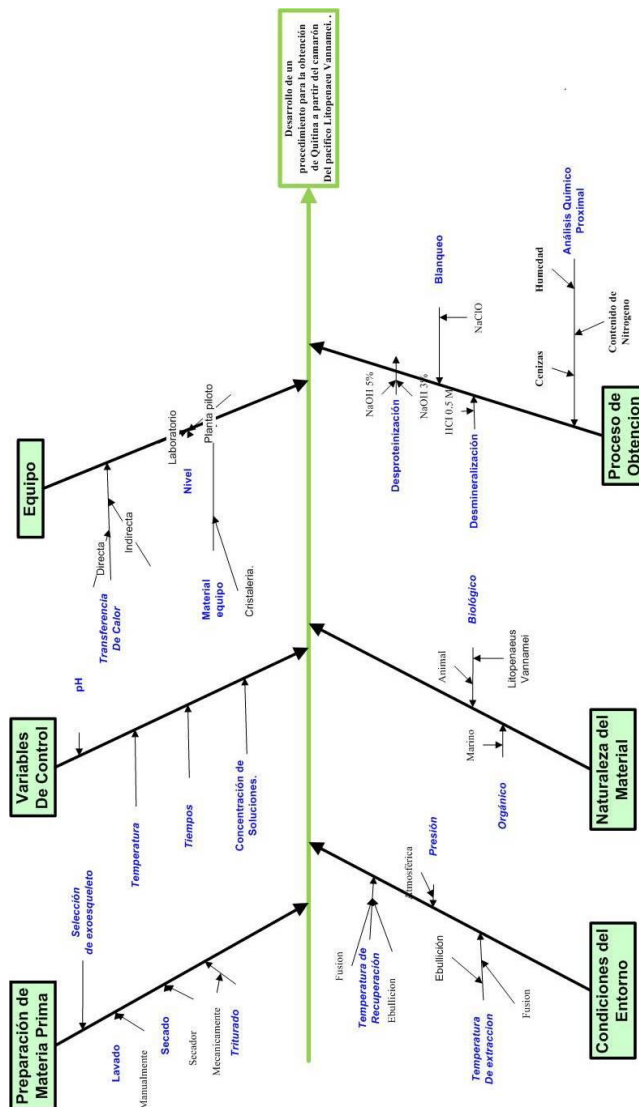 Preparación de
Materia Prima
Selección
de exoesqueleto
Lavado
Manualmente
Secado
Secador
Mecanicamente
Triturado
Variables
De Control
pH
Temperatura
Tiempos
Concentración de
Soluciones.
Equipo
Directa
Indirecta
Transferencia
De Calor
Laboratorio
Planta piloto
Nivel
Material
equipo
Cristaleria.
Desarrollo de un
procedimiento para la obtención
de Quitina a partir del camarón
Del pacifico Litopenaeu Vannamei. .
Condiciones del
Entorno
Fusion
Temperatura de
Recuperación
Ebullicion
Atmosférica
Presión
Ebullición
Temperatura
De extraccion
Fusion
Naturaleza del
Material
Animal
Biológico
Litopenaeus
Vannamei
Marino
Orgánico
Proceso de
Obtención
NaOH 5%
Desproteinización
NaOH 3%
Blanqueo
NaClO
HCl 0.5 M
Desmineralización
Análisis Químico
Proximal
Humedad
Cenizas
Contenido de
Nitrogeno